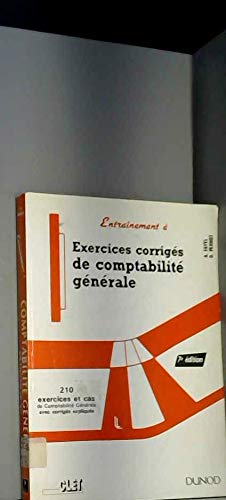 Entraînement à
Exercices corrigés
de comptabilité
générale
D. PERROT
7e édition
210
exercices et cas
de Comptabilité Générale
avec corrigés expliqués
CLET
DUNOD
COMPTABILITÉ GÉNÉ